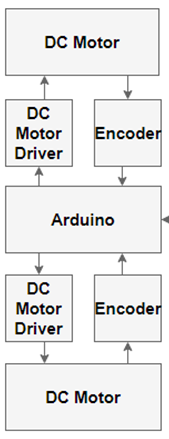 DC Motor
DC
Motor
Driver
Encoder
Arduino
DC
Motor
Driver
Encoder
DC Motor